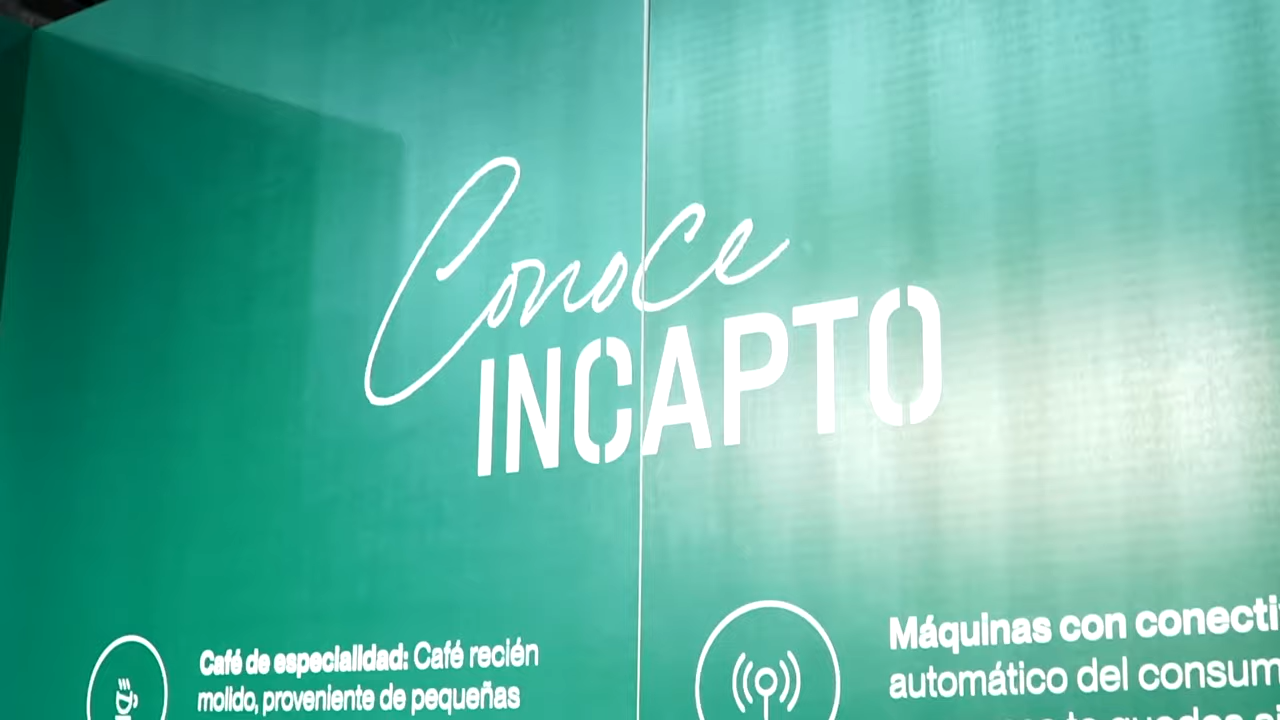 Conoce
INCAPTO
Café de especialidad: Café recién
molido, proveniente de pequeñas
Máquinas con conecti
automático del consum